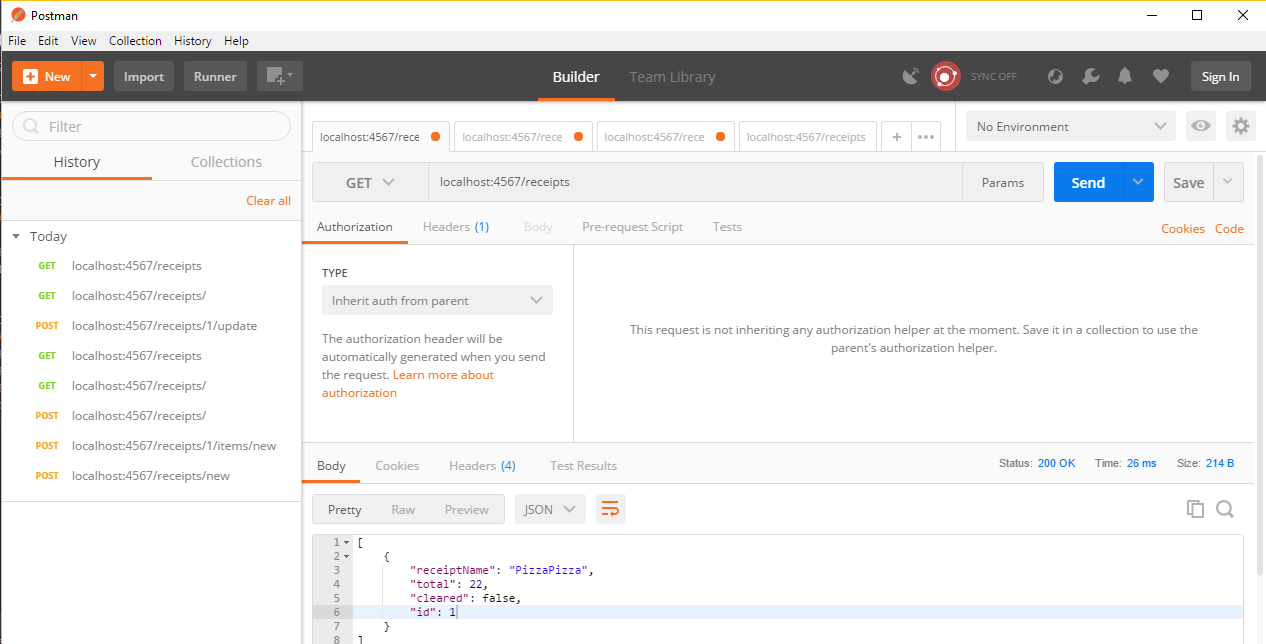 Postman
File Edit View Collection History Help
New Import Runner Builder Team Library SYNC OFF Sign In
Filter
History Collections
Clear all
Today
GET localhost:4567/receipts
GET localhost:4567/receipts/
POST localhost:4567/receipts/1/update
GET localhost:4567/receipts
GET localhost:4567/receipts/
POST localhost:4567/receipts/
POST localhost:4567/receipts/1/items/new
POST localhost:4567/receipts/new
localhost:4567/rece localhost:4567/rece localhost:4567/rece localhost:4567/receipts + ••• No Environment
GET localhost:4567/receipts Params Send Save
Authorization Headers (1) Body Pre-request Script Tests Cookies Code
TYPE
Inherit auth from parent
The authorization header will be
automatically generated when you send
the request. Learn more about
authorization
This request is not inheriting any authorization helper at the moment. Save it in a collection to use the
parent's authorization helper.
Body Cookies Headers (4) Test Results Status: 200 OK Time: 26 ms Size: 214 B
Pretty Raw Preview JSON
1 [
2 {
3 "receiptName": "PizzaPizza",
4 "total": 22,
5 "cleared": false,
6 "id": 1
7 }
8 ]